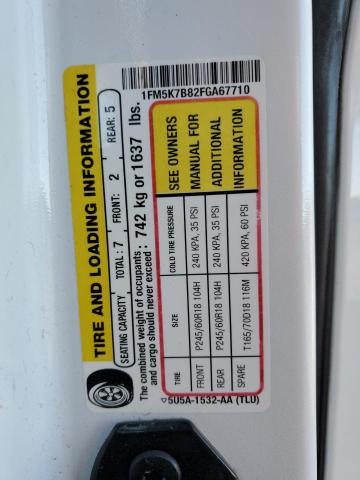 TIRE AND LOADING INFORMATION
SEATING CAPACITY TOTAL: 7 FRONT: 2 REAR: 5
The combined weight of occupants
and cargo should never exceed : 742 kg or 1637 lbs.
TIRE SIZE COLD TIRE PRESSURE
FRONT P245/60R18 104H 240 KPA, 35 PSI
REAR P245/60R18 104H 240 KPA, 35 PSI
SPARE T165/70D18 116M 420 KPA, 60 PSI
SEE OWNERS
MANUAL FOR
ADDITIONAL
INFORMATION
5U5A-1532-AA (TLU)
1FM5K7B82FGA67710